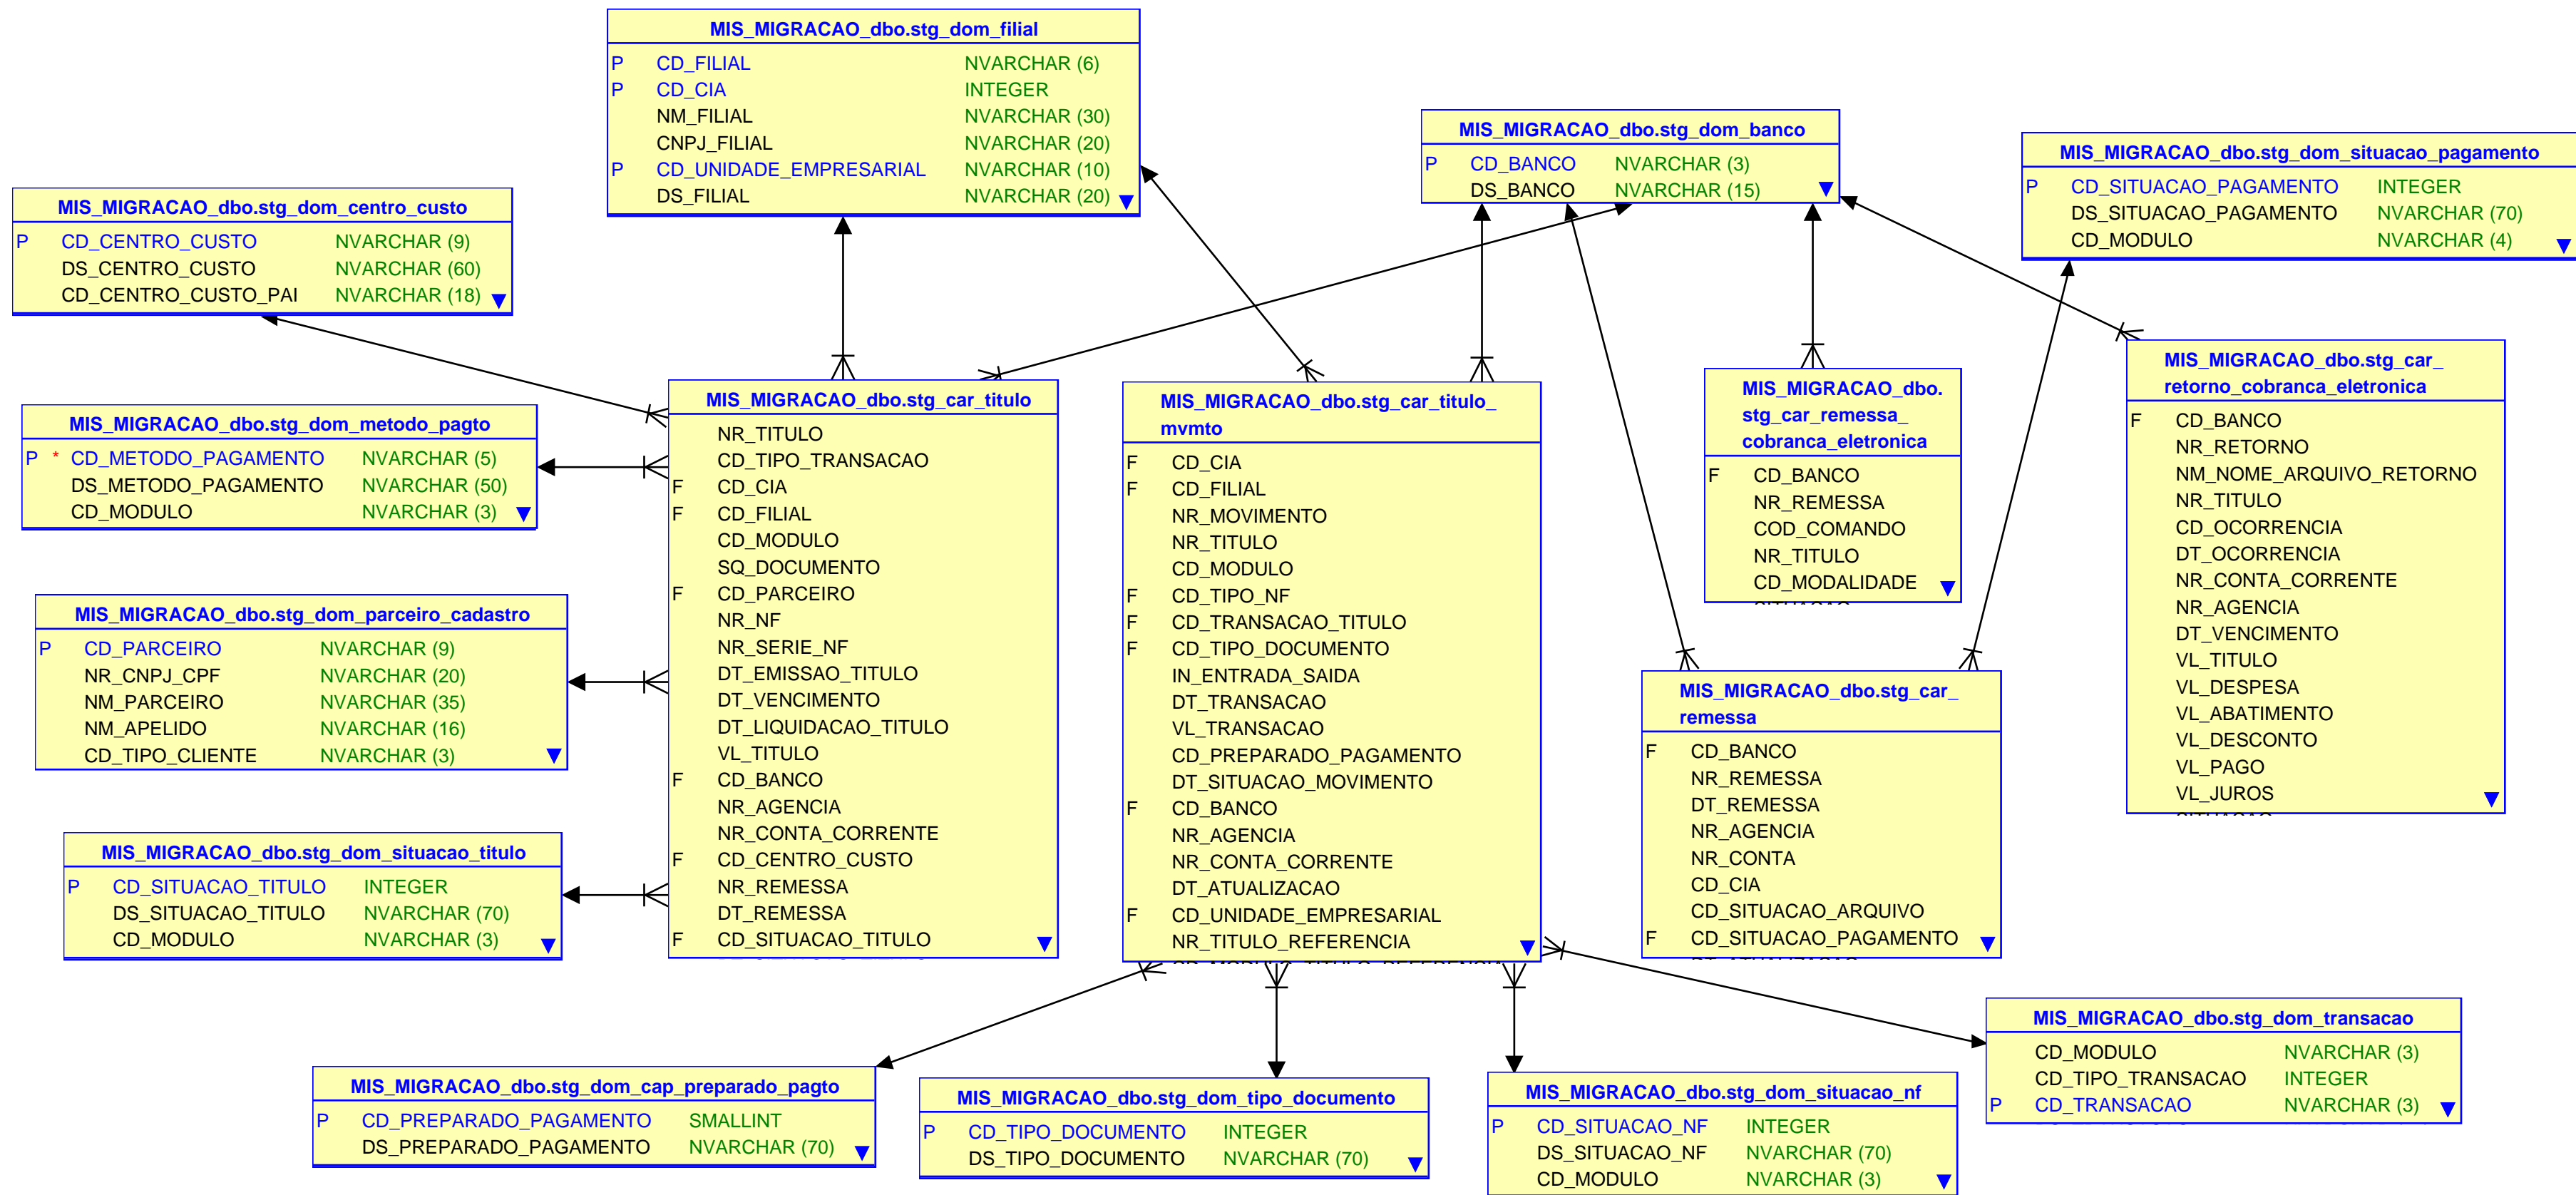 MIS_MIGRACAO_dbo.stg_dom_filial
P CD_FILIAL NVARCHAR (6)
P CD_CIA INTEGER
NM_FILIAL NVARCHAR (30)
CNPJ_FILIAL NVARCHAR (20)
P CD_UNIDADE_EMPRESARIAL NVARCHAR (10)
DS_FILIAL NVARCHAR (20)
MIS_MIGRACAO_dbo.stg_dom_banco
P CD_BANCO NVARCHAR (3)
DS_BANCO NVARCHAR (15)
MIS_MIGRACAO_dbo.stg_dom_situacao_pagamento
P CD_SITUACAO_PAGAMENTO INTEGER
DS_SITUACAO_PAGAMENTO NVARCHAR (70)
CD_MODULO NVARCHAR (4)
MIS_MIGRACAO_dbo.stg_dom_centro_custo
P CD_CENTRO_CUSTO NVARCHAR (9)
DS_CENTRO_CUSTO NVARCHAR (60)
CD_CENTRO_CUSTO_PAI NVARCHAR (18)
MIS_MIGRACAO_dbo.stg_dom_metodo_pagto
P * CD_METODO_PAGAMENTO NVARCHAR (5)
DS_METODO_PAGAMENTO NVARCHAR (50)
CD_MODULO NVARCHAR (3)
MIS_MIGRACAO_dbo.stg_dom_parceiro_cadastro
P CD_PARCEIRO NVARCHAR (9)
NR_CNPJ_CPF NVARCHAR (20)
NM_PARCEIRO NVARCHAR (35)
NM_APELIDO NVARCHAR (16)
CD_TIPO_CLIENTE NVARCHAR (3)
MIS_MIGRACAO_dbo.stg_dom_situacao_titulo
P CD_SITUACAO_TITULO INTEGER
DS_SITUACAO_TITULO NVARCHAR (70)
CD_MODULO NVARCHAR (3)
MIS_MIGRACAO_dbo.stg_car_titulo
NR_TITULO
CD_TIPO_TRANSACAO
F CD_CIA
F CD_FILIAL
CD_MODULO
SQ_DOCUMENTO
F CD_PARCEIRO
NR_NF
NR_SERIE_NF
DT_EMISSAO_TITULO
DT_VENCIMENTO
DT_LIQUIDACAO_TITULO
VL_TITULO
F CD_BANCO
NR_AGENCIA
NR_CONTA_CORRENTE
F CD_CENTRO_CUSTO
NR_REMESSA
DT_REMESSA
F CD_SITUACAO_TITULO
MIS_MIGRACAO_dbo.stg_car_titulo_
mvmto
F CD_CIA
F CD_FILIAL
NR_MOVIMENTO
NR_TITULO
CD_MODULO
F CD_TIPO_NF
F CD_TRANSACAO_TITULO
F CD_TIPO_DOCUMENTO
IN_ENTRADA_SAIDA
DT_TRANSACAO
VL_TRANSACAO
CD_PREPARADO_PAGAMENTO
DT_SITUACAO_MOVIMENTO
F CD_BANCO
NR_AGENCIA
NR_CONTA_CORRENTE
DT_ATUALIZACAO
F CD_UNIDADE_EMPRESARIAL
NR_TITULO_REFERENCIA
MIS_MIGRACAO_dbo.
stg_car_remessa_
cobranca_eletronica
F CD_BANCO
NR_REMESSA
COD_COMANDO
NR_TITULO
CD_MODALIDADE
MIS_MIGRACAO_dbo.stg_car_
remessa
F CD_BANCO
NR_REMESSA
DT_REMESSA
NR_AGENCIA
NR_CONTA
CD_CIA
CD_SITUACAO_ARQUIVO
F CD_SITUACAO_PAGAMENTO
MIS_MIGRACAO_dbo.stg_car_
retorno_cobranca_eletronica
F CD_BANCO
NR_RETORNO
NM_NOME_ARQUIVO_RETORNO
NR_TITULO
CD_OCORRENCIA
DT_OCORRENCIA
NR_CONTA_CORRENTE
NR_AGENCIA
DT_VENCIMENTO
VL_TITULO
VL_DESPESA
VL_ABATIMENTO
VL_DESCONTO
VL_PAGO
VL_JUROS
MIS_MIGRACAO_dbo.stg_dom_cap_preparado_pagto
P CD_PREPARADO_PAGAMENTO SMALLINT
DS_PREPARADO_PAGAMENTO NVARCHAR (70)
MIS_MIGRACAO_dbo.stg_dom_tipo_documento
P CD_TIPO_DOCUMENTO INTEGER
DS_TIPO_DOCUMENTO NVARCHAR (70)
MIS_MIGRACAO_dbo.stg_dom_situacao_nf
P CD_SITUACAO_NF INTEGER
DS_SITUACAO_NF NVARCHAR (70)
CD_MODULO NVARCHAR (3)
MIS_MIGRACAO_dbo.stg_dom_transacao
CD_MODULO NVARCHAR (3)
CD_TIPO_TRANSACAO INTEGER
P CD_TRANSACAO NVARCHAR (3)